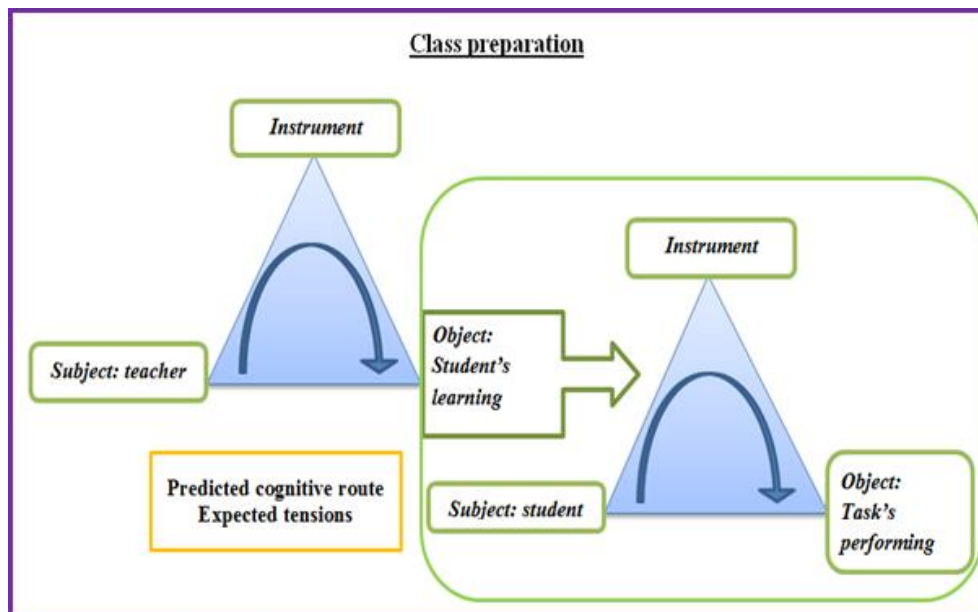 Class preparation
Instrument
Subject: teacher
Object:
Student's
learning
Predicted cognitive route
Expected tensions
Instrument
Subject: student
Object:
Task's
performing